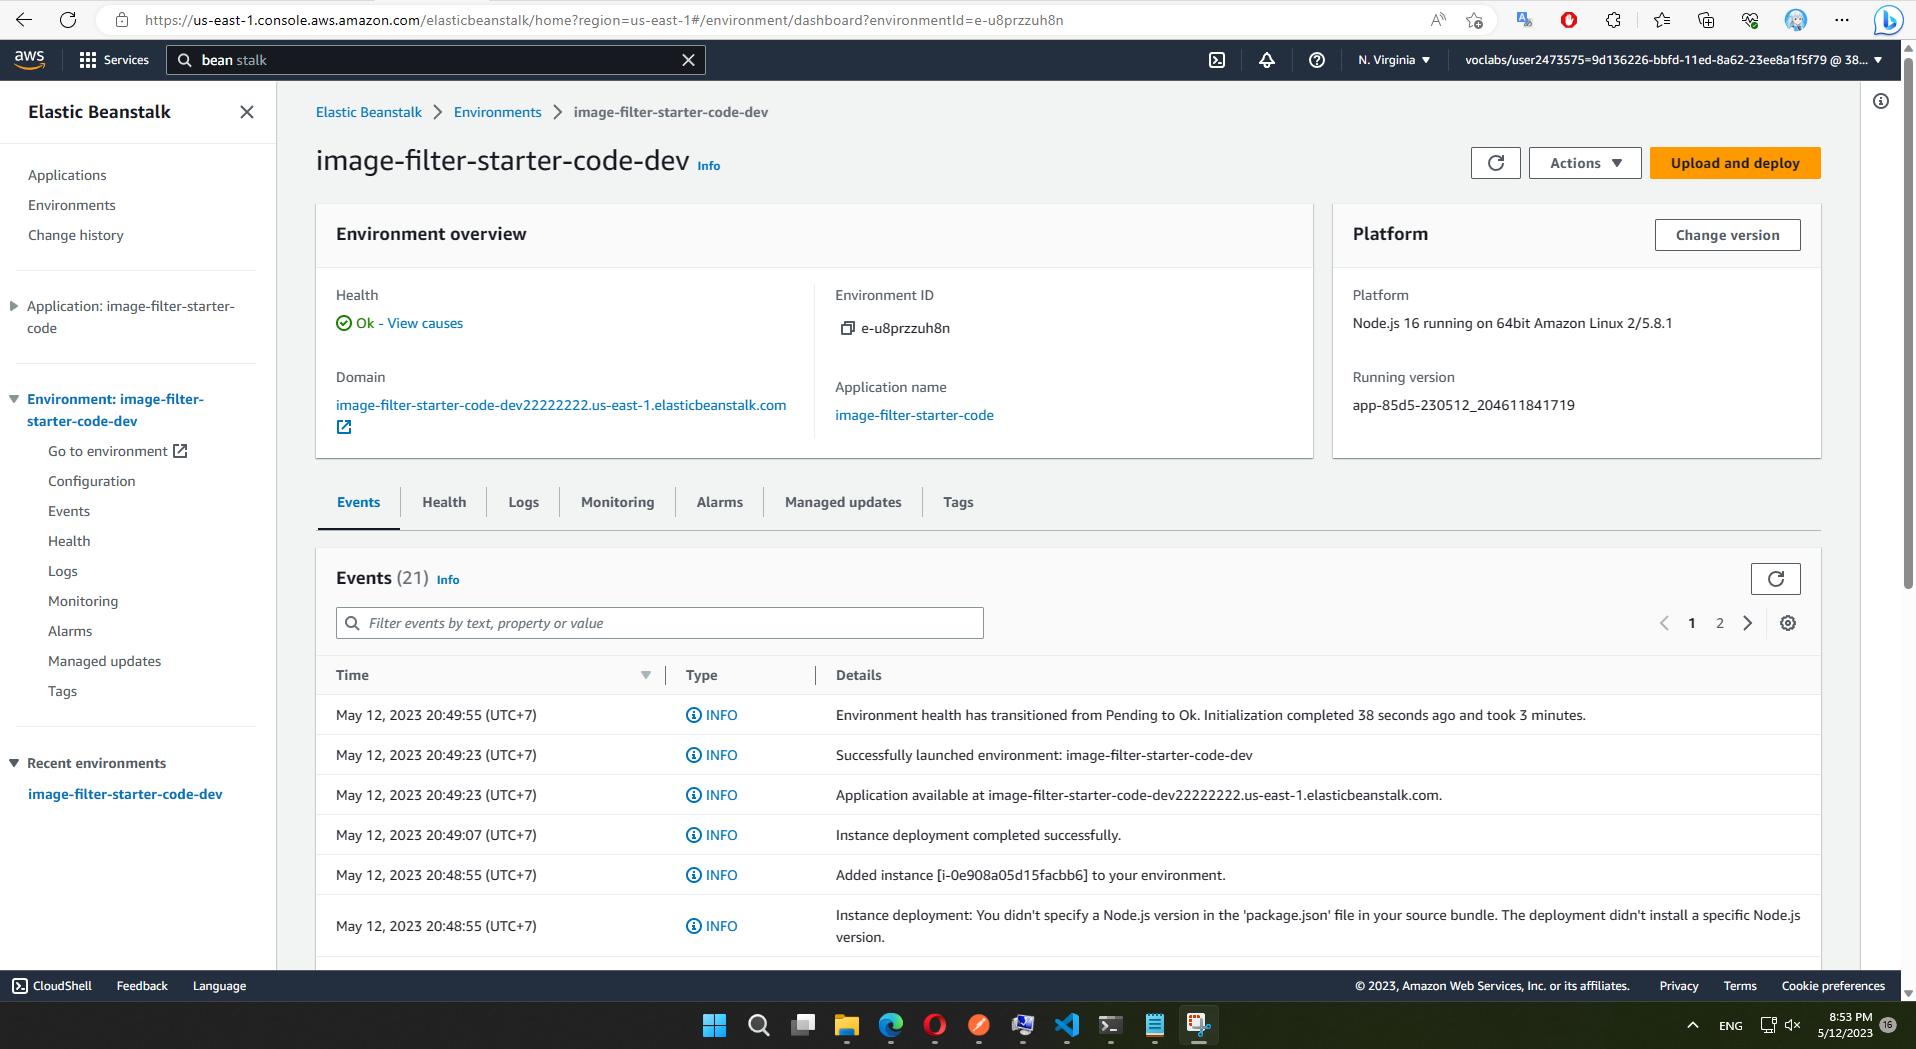 https://us-east-1.console.aws.amazon.com/elasticbeanstalk/home?region=us-east-1#/environment/dashboard?environmentId=e-u8przzuh8n
aws
Services
bean stalk
N. Virginia
voclabs/user2473575=9d136226-bbfd-11ed-8a62-23ee8a1f5f79 @ 38...
Elastic Beanstalk
Applications
Environments
Change history
Application: image-filter-starter-
code
Environment: image-filter-
starter-code-dev
Go to environment
Configuration
Events
Health
Logs
Monitoring
Alarms
Managed updates
Tags
Recent environments
image-filter-starter-code-dev
Elastic Beanstalk
Environments
image-filter-starter-code-dev
image-filter-starter-code-dev Info
Actions
Upload and deploy
Environment overview
Health
Ok - View causes
Domain
image-filter-starter-code-dev22222222.us-east-1.elasticbeanstalk.com
Environment ID
e-u8przzuh8n
Application name
image-filter-starter-code
Platform
Change version
Platform
Node.js 16 running on 64bit Amazon Linux 2/5.8.1
Running version
app-85d5-230512_204611841719
Events
Health
Logs
Monitoring
Alarms
Managed updates
Tags
Events (21) Info
Filter events by text, property or value
1 2
Time Type Details
May 12, 2023 20:49:55 (UTC+7) INFO Environment health has transitioned from Pending to Ok. Initialization completed 38 seconds ago and took 3 minutes.
May 12, 2023 20:49:23 (UTC+7) INFO Successfully launched environment: image-filter-starter-code-dev
May 12, 2023 20:49:23 (UTC+7) INFO Application available at image-filter-starter-code-dev22222222.us-east-1.elasticbeanstalk.com.
May 12, 2023 20:49:07 (UTC+7) INFO Instance deployment completed successfully.
May 12, 2023 20:48:55 (UTC+7) INFO Added instance [i-0e908a05d15facbb6] to your environment.
May 12, 2023 20:48:55 (UTC+7) INFO Instance deployment: You didn't specify a Node.js version in the 'package.json' file in your source bundle. The deployment didn't install a specific Node.js
version.
CloudShell
Feedback
Language
© 2023, Amazon Web Services, Inc. or its affiliates.
Privacy
Terms
Cookie preferences
ENG
8:53 PM
5/12/2023
16